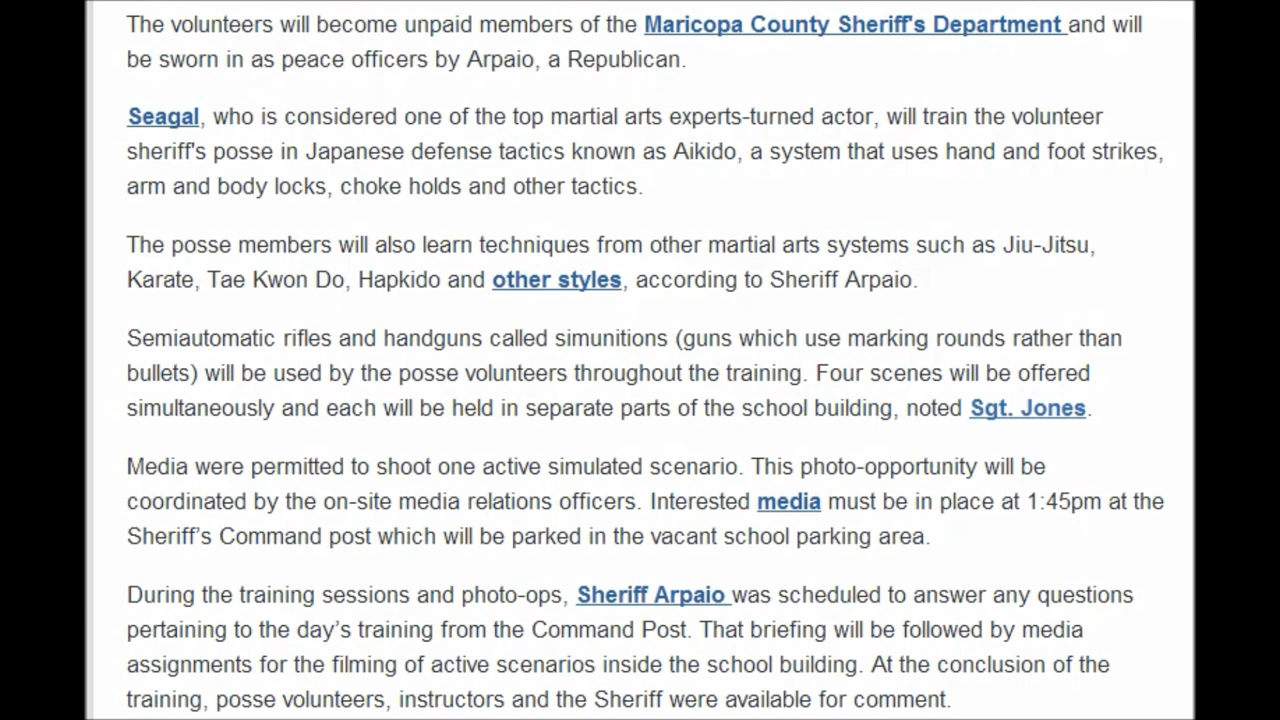 The volunteers will become unpaid members of the Maricopa County Sheriff's Department and will
be sworn in as peace officers by Arpaio, a Republican.
Seagal, who is considered one of the top martial arts experts-turned actor, will train the volunteer
sheriff's posse in Japanese defense tactics known as Aikido, a system that uses hand and foot strikes,
arm and body locks, choke holds and other tactics.
The posse members will also learn techniques from other martial arts systems such as Jiu-Jitsu,
Karate, Tae Kwon Do, Hapkido and other styles, according to Sheriff Arpaio.
Semiautomatic rifles and handguns called simunitions (guns which use marking rounds rather than
bullets) will be used by the posse volunteers throughout the training. Four scenes will be offered
simultaneously and each will be held in separate parts of the school building, noted Sgt. Jones.
Media were permitted to shoot one active simulated scenario. This photo-opportunity will be
coordinated by the on-site media relations officers. Interested media must be in place at 1:45pm at the
Sheriff’s Command post which will be parked in the vacant school parking area.
During the training sessions and photo-ops, Sheriff Arpaio was scheduled to answer any questions
pertaining to the day’s training from the Command Post. That briefing will be followed by media
assignments for the filming of active scenarios inside the school building. At the conclusion of the
training, posse volunteers, instructors and the Sheriff were available for comment.